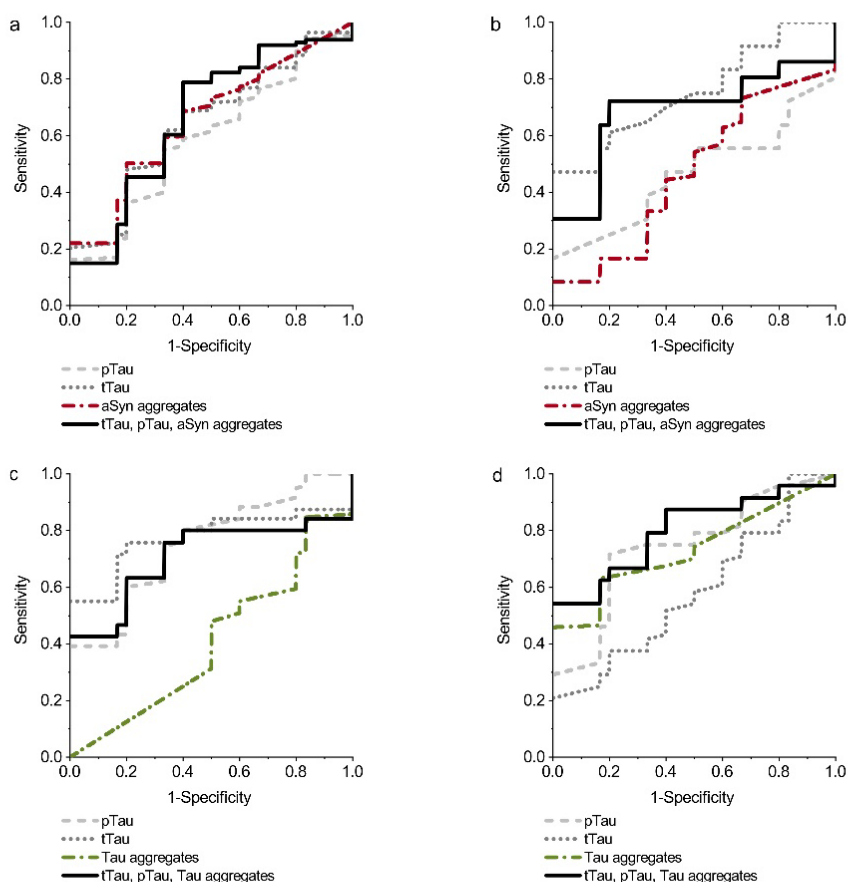 a
1.0
0.8
0.6
0.4
0.2
0.0
Sensitivity
0.0 0.2 0.4 0.6 0.8 1.0
1-Specificity
pTau
tTau
aSyn aggregates
tTau, pTau, aSyn aggregates
b
1.0
0.8
0.6
0.4
0.2
0.0
Sensitivity
0.0 0.2 0.4 0.6 0.8 1.0
1-Specificity
pTau
tTau
aSyn aggregates
tTau, pTau, aSyn aggregates
c
1.0
0.8
0.6
0.4
0.2
0.0
Sensitivity
0.0 0.2 0.4 0.6 0.8 1.0
1-Specificity
pTau
tTau
Tau aggregates
tTau, pTau, Tau aggregates
d
1.0
0.8
0.6
0.4
0.2
0.0
Sensitivity
0.0 0.2 0.4 0.6 0.8 1.0
1-Specificity
pTau
tTau
Tau aggregates
tTau, pTau, Tau aggregates